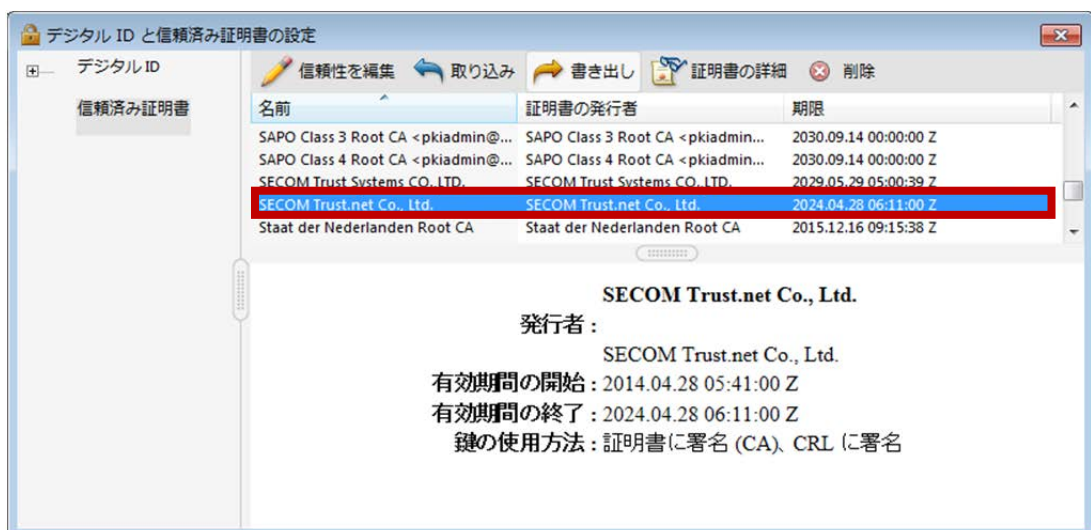 デジタル ID と信頼済み証明書の設定
デジタル ID
信頼済み証明書
信頼性を編集 取り込み 書き出し 証明書の詳細 削除
名前 証明書の発行者 期限
SAPO Class 3 Root CA <pkiadmin@... SAPO Class 3 Root CA <pkiadmin... 2030.09.14 00:00:00 Z
SAPO Class 4 Root CA <pkiadmin@... SAPO Class 4 Root CA <pkiadmin... 2030.09.14 00:00:00 Z
SECOM Trust Systems CO.,LTD. SECOM Trust Systems CO.,LTD. 2029.05.29 05:00:39 Z
SECOM Trust.net Co., Ltd. SECOM Trust.net Co., Ltd. 2024.04.28 06:11:00 Z
Staat der Nederlanden Root CA Staat der Nederlanden Root CA 2015.12.16 09:15:38 Z
SECOM Trust.net Co., Ltd.
発行者 :
SECOM Trust.net Co., Ltd.
有効期間の開始 : 2014.04.28 05:41:00 Z
有効期間の終了 : 2024.04.28 06:11:00 Z
鍵の使用方法 : 証明書に署名 (CA)、CRL に署名